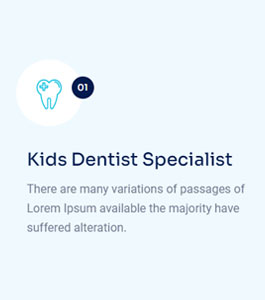 01
Kids Dentist Specialist
There are many variations of passages of
Lorem Ipsum available the majority have
suffered alteration.